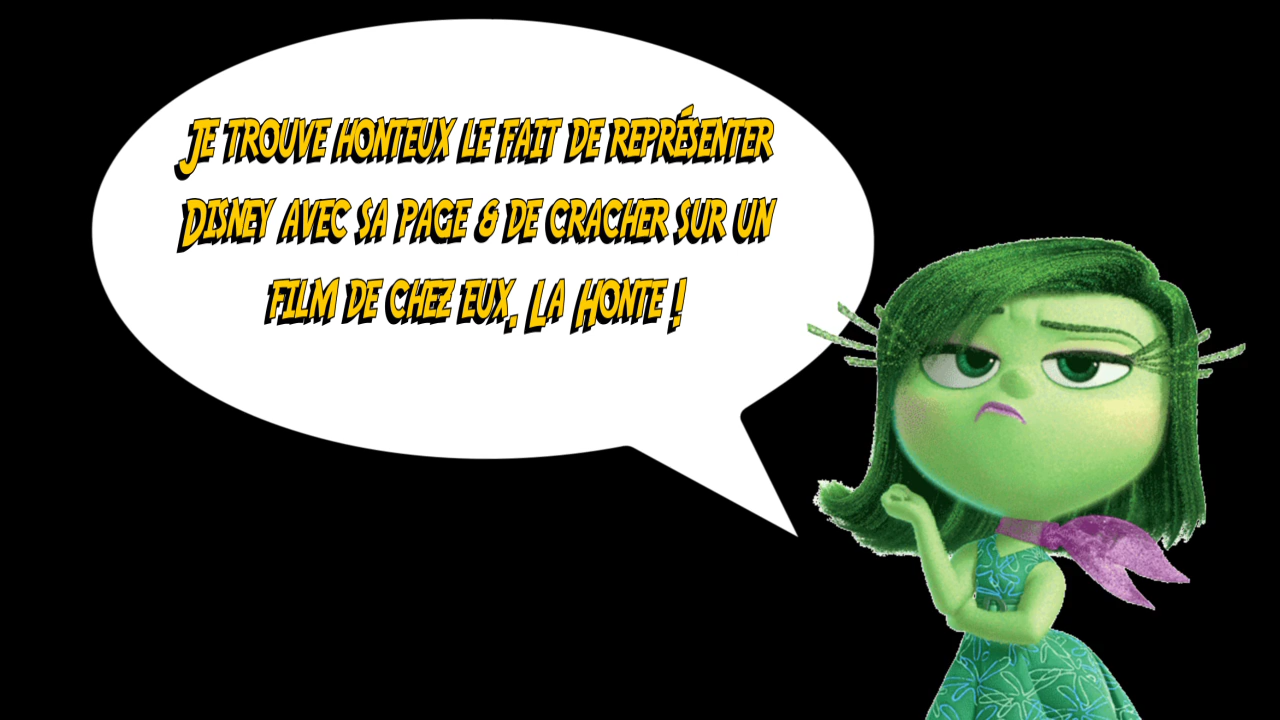 Je trouve honteux le fait de représenter
Disney avec sa page & de cracher sur un
film de chez eux. La Honte !